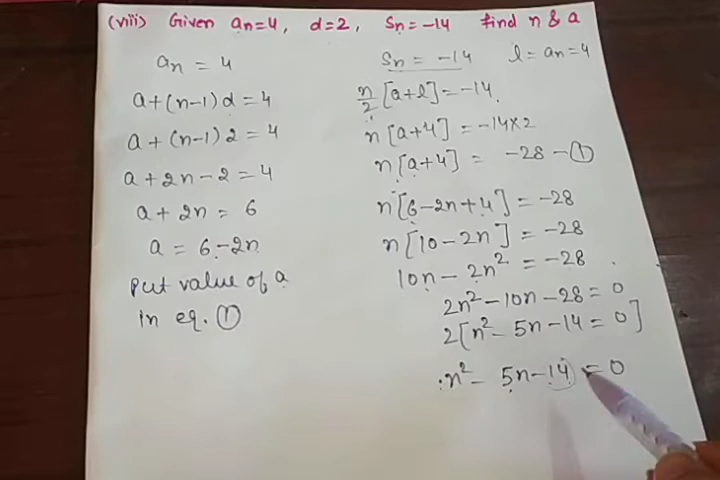 (viii) Given an=4, d=2, Sn=-14 find n & a
an = 4
a+(n-1)d=4
a+(n-1)2=4
a+2n-2=4
a+2n=6
a=6-2n
Put value of a
in eq. ①
Sn = -14 l=an=4
n/2[a+l]=-14
n[a+4]=-14×2
n[a+4]= -28-①
n[6-2n+4]=-28
n[10-2n]=-28
10n-2n²=-28
2n²-10n-28=0
2[n²-5n-14=0]
n²-5n-14=0